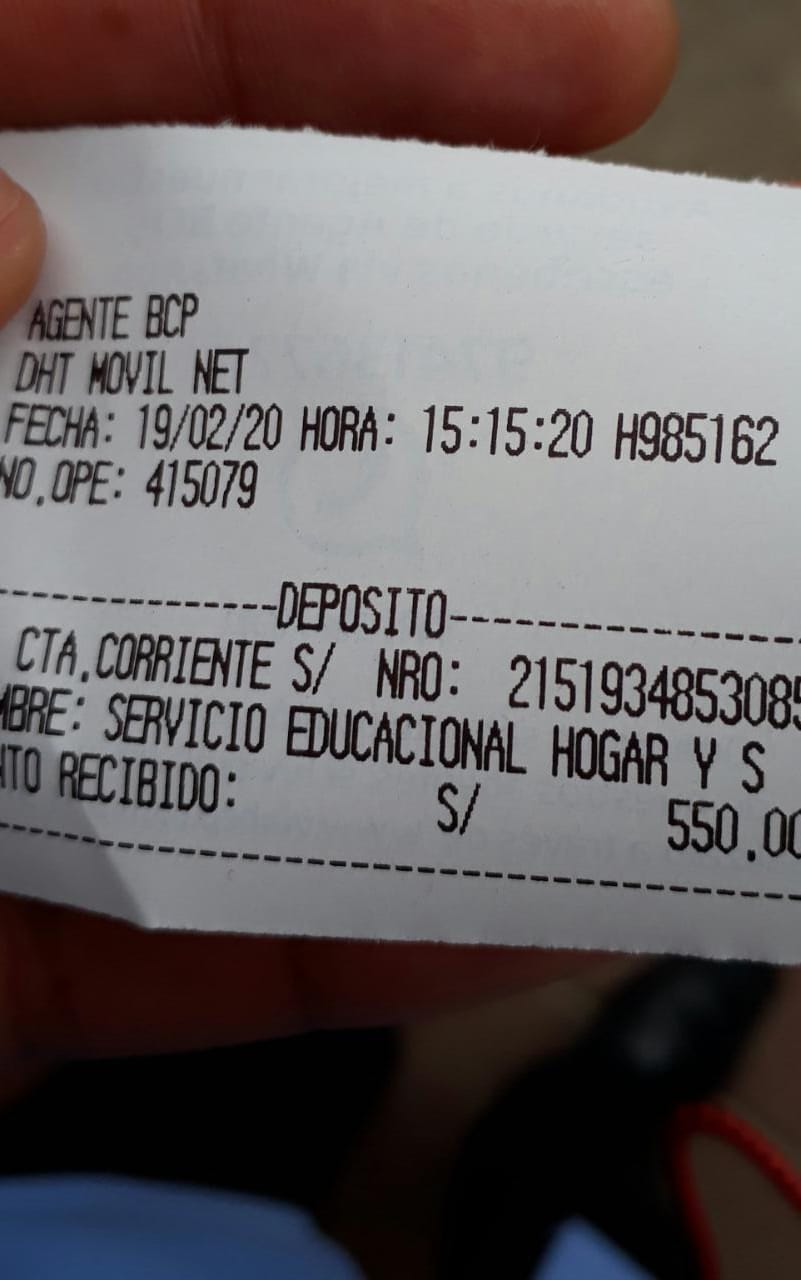 AGENTE BCP
DHT MOVIL NET
FECHA: 19/02/20 HORA: 15:15:20 H985162
NO.OPE: 415079
-------------DEPOSITO----------------
CTA.CORRIENTE S/ NRO: 2151934853085
MBRE: SERVICIO EDUCACIONAL HOGAR Y S
NTO RECIBIDO: S/ 550.00